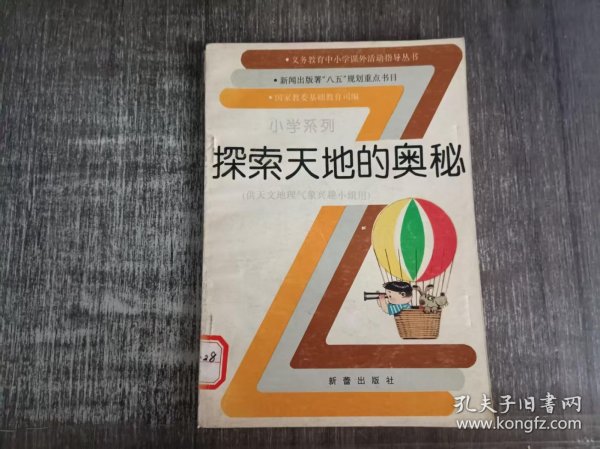 ·义务教育中小学课外活动指导丛书
·新闻出版署"八五"规划重点书目
·国家教委基础教育司编
小学系列
探索天地的奥秘
(供天文地理气象兴趣小组用)
28
新蕾出版社
孔夫子旧书网
www.kongfz.com